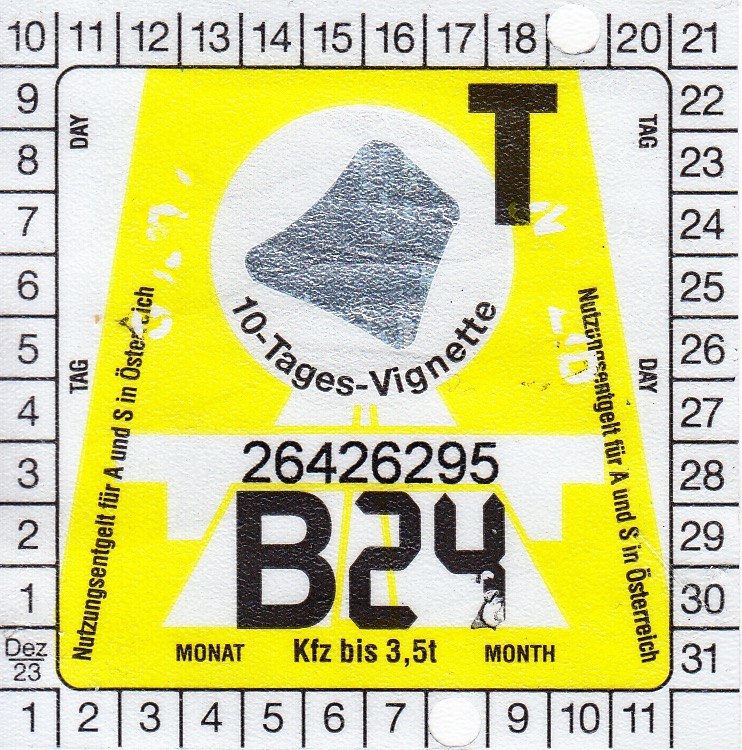 10 11 12 13 14 15 16 17 18 20 21
9 22
8 23
7 24
6 25
5 26
4 27
3 28
2 29
1 30
Dez
23
31
1 2 3 4 5 6 7 9 10 11
DAY
TAG
T
10-Tages-Vignette
TAG
DAY
Nutzungsentgelt für A und S in Österreich
Nutzungsentgelt für A und S in Österreich
26426295
B24
MONAT Kfz bis 3,5t MONTH